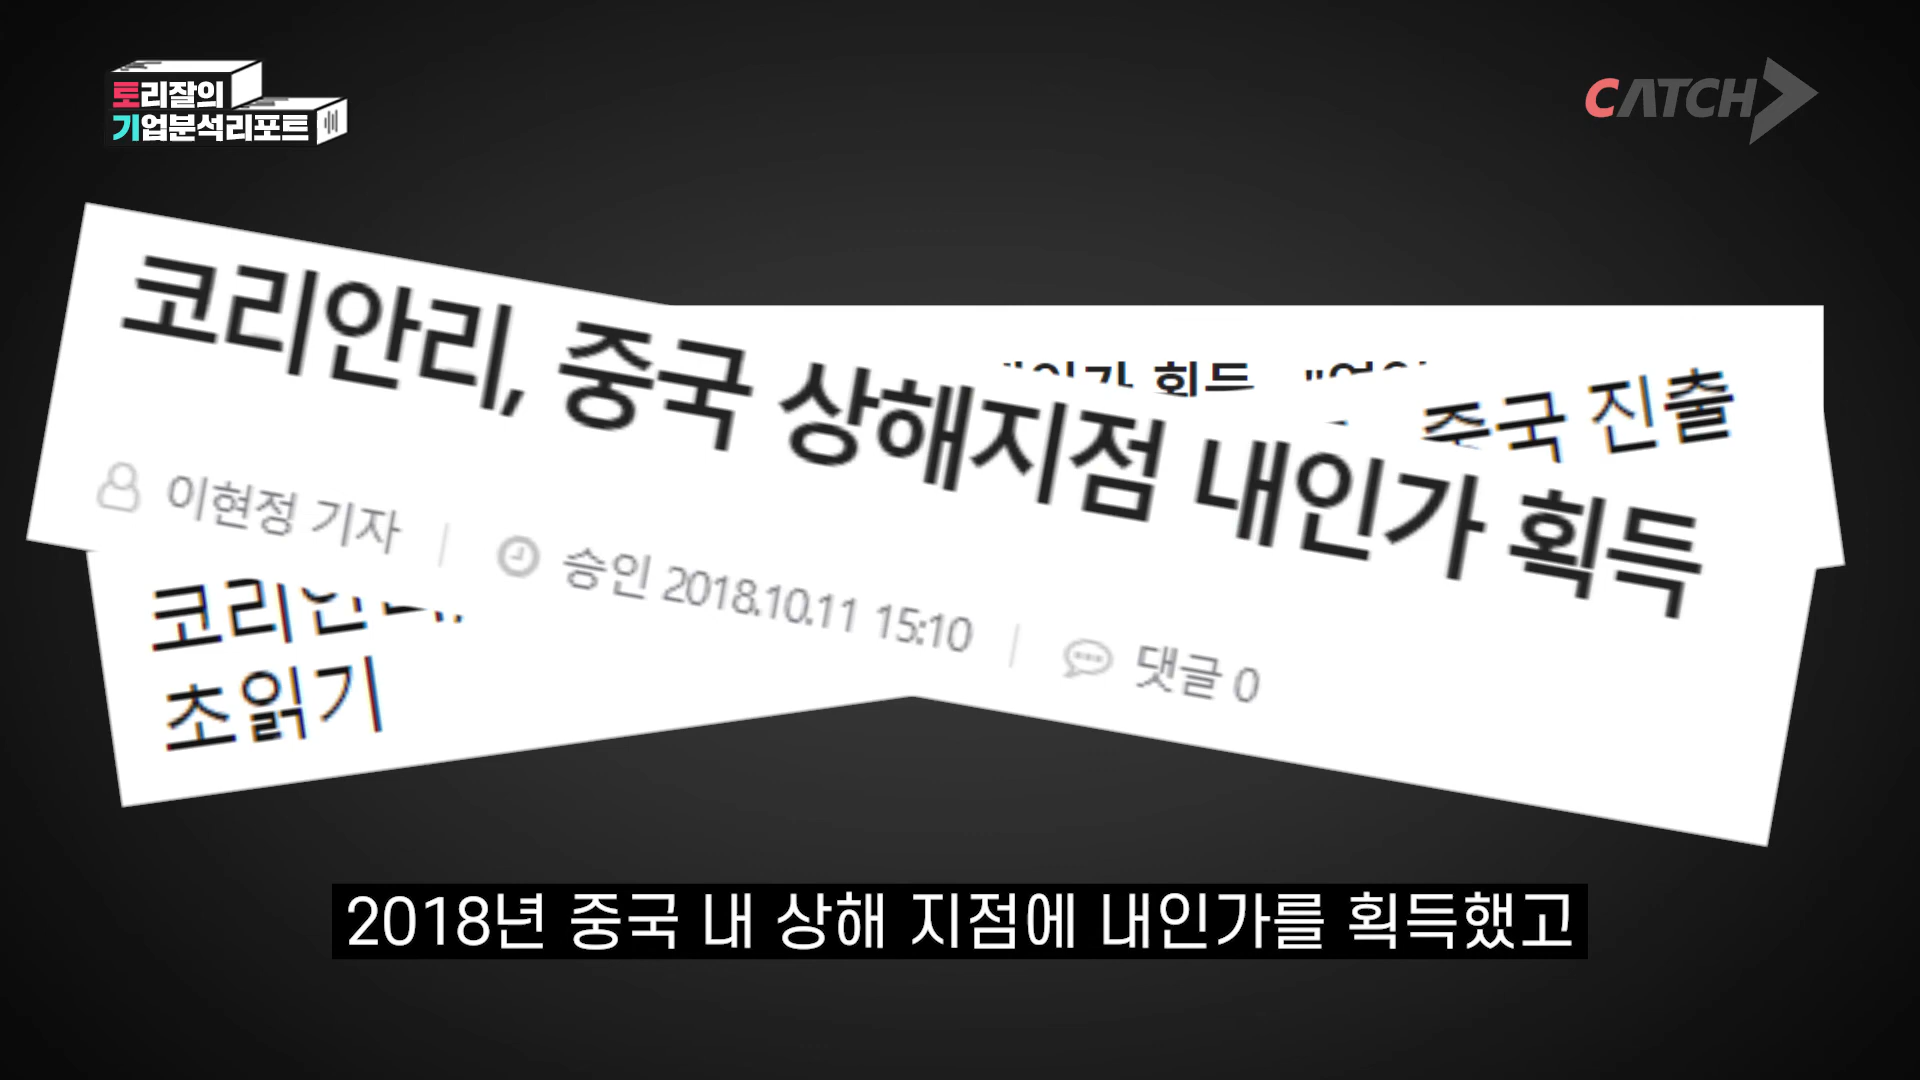 토리잘의
기업분석리포트
CATCH
코리안리, 중국 상해지점 내인가 획득
이현정 기자
승인 2018.10.11 15:10
댓글 0
획득
중국 진출
초읽기
2018년 중국 내 상해 지점에 내인가를 획득했고